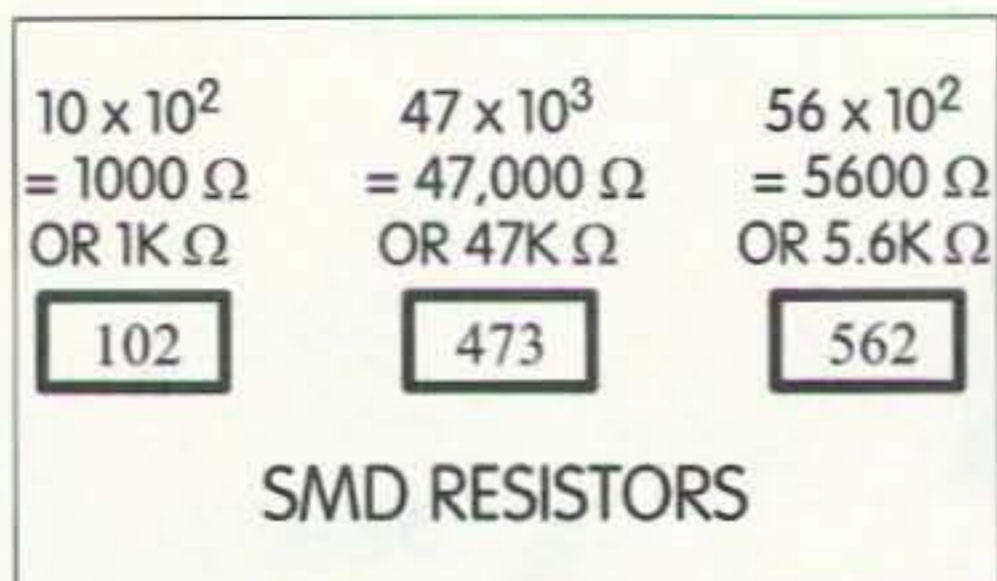 10 x 10²
= 1000 Ω
OR 1K Ω
102
47 x 10³
= 47,000 Ω
OR 47K Ω
473
56 x 10²
= 5600 Ω
OR 5.6K Ω
562
SMD RESISTORS